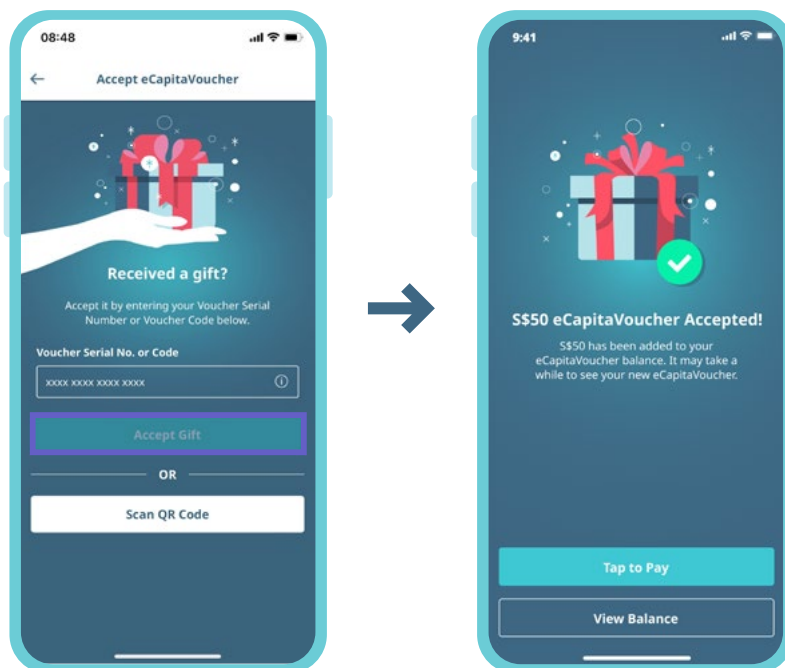 08:48
Accept eCapitaVoucher
Received a gift?
Accept it by entering your Voucher Serial
Number or Voucher Code below.
Voucher Serial No. or Code
xxxx xxxx xxxx xxxx
Accept Gift
OR
Scan QR Code
9:41
S$50 eCapitaVoucher Accepted!
S$50 has been added to your
eCapitaVoucher balance. It may take a
while to see your new eCapitaVoucher.
Tap to Pay
View Balance